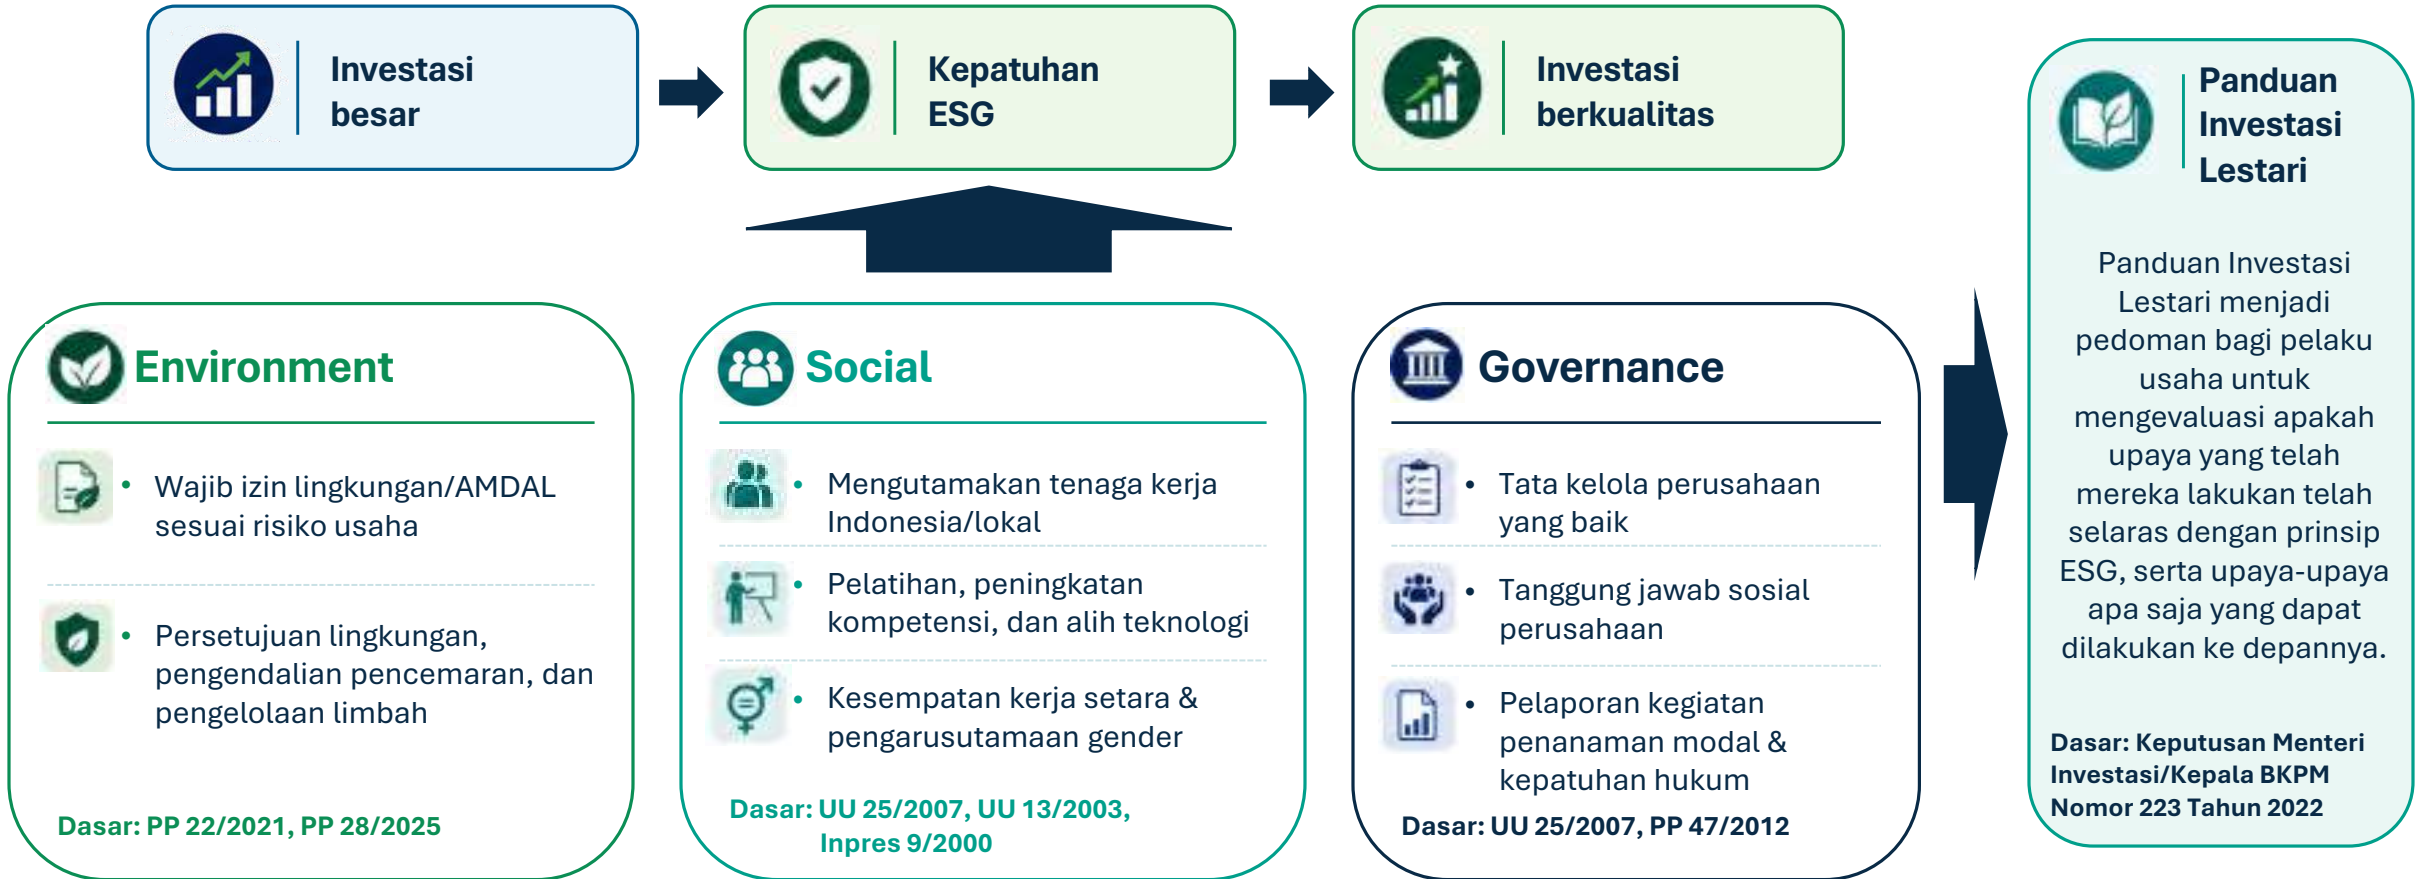 Investasi
besar
Kepatuhan
ESG
Investasi
berkualitas
Environment
• Wajib izin lingkungan/AMDAL
sesuai risiko usaha
• Persetujuan lingkungan,
pengendalian pencemaran, dan
pengelolaan limbah
Dasar: PP 22/2021, PP 28/2025
Social
• Mengutamakan tenaga kerja
Indonesia/lokal
• Pelatihan, peningkatan
kompetensi, dan alih teknologi
• Kesempatan kerja setara &
pengarusutamaan gender
Dasar: UU 25/2007, UU 13/2003,
Inpres 9/2000
Governance
• Tata kelola perusahaan
yang baik
• Tanggung jawab sosial
perusahaan
• Pelaporan kegiatan
penanaman modal &
kepatuhan hukum
Dasar: UU 25/2007, PP 47/2012
Panduan
Investasi
Lestari
Panduan Investasi
Lestari menjadi
pedoman bagi pelaku
usaha untuk
mengevaluasi apakah
upaya yang telah
mereka lakukan telah
selaras dengan prinsip
ESG, serta upaya-upaya
apa saja yang dapat
dilakukan ke depannya.
Dasar: Keputusan Menteri
Investasi/Kepala BKPM
Nomor 223 Tahun 2022